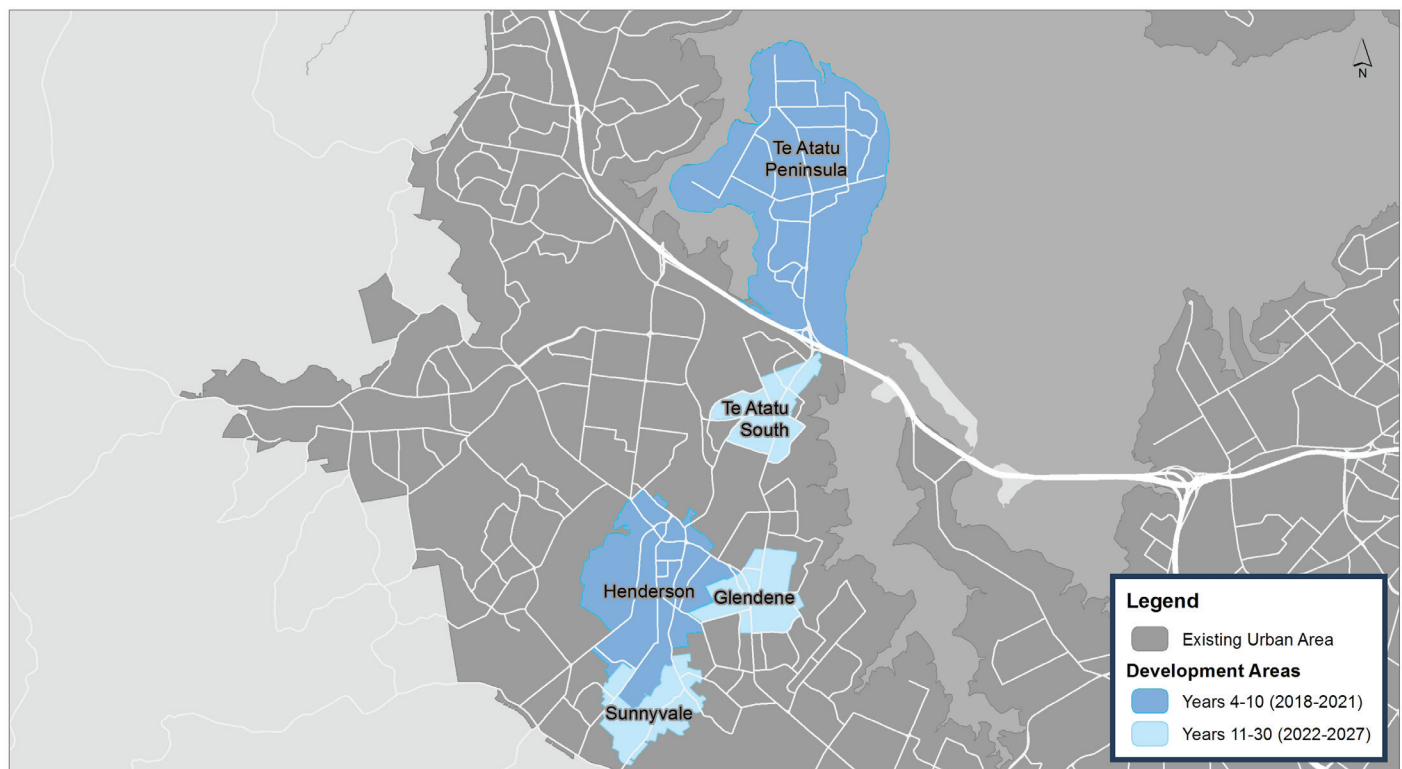 N
Te Atatu
Peninsula
Te Atatu
South
Henderson
Glendene
Sunnyvale
Legend
Existing Urban Area
Development Areas
Years 4-10 (2018-2021)
Years 11-30 (2022-2027)